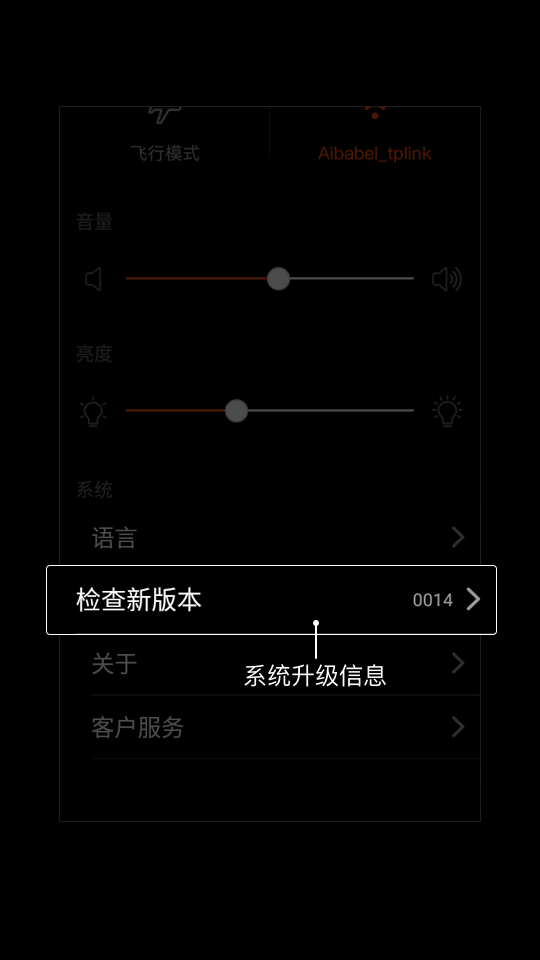 飞行模式
Aibabel_tplink
音量
亮度
系统
语言
检查新版本 0014
关于
系统升级信息
客户服务